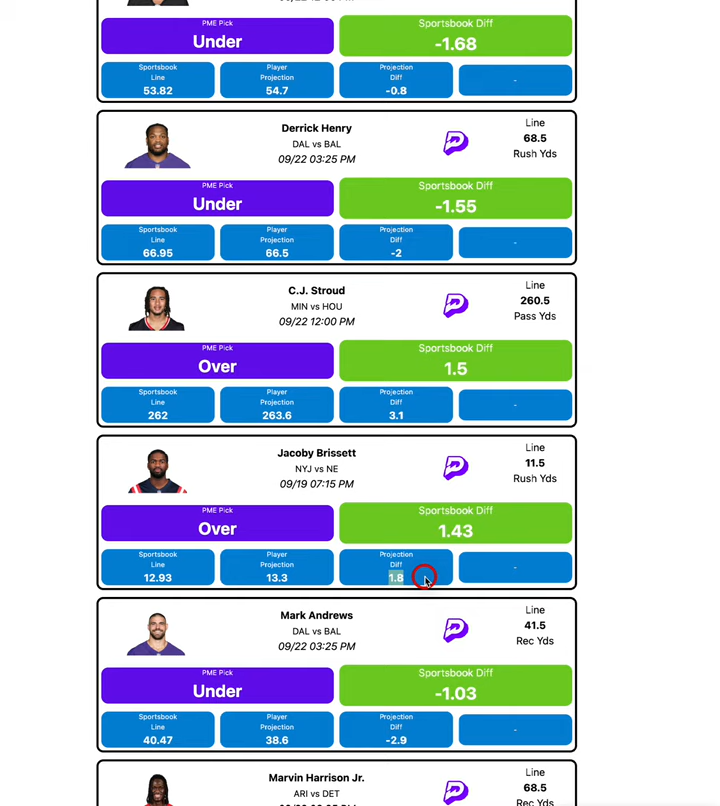 PME Pick
Under
Sportsbook Diff
-1.68
Sportsbook
Line
53.82
Player
Projection
54.7
Projection
Diff
-0.8
-
Derrick Henry
DAL vs BAL
09/22 03:25 PM
Line
68.5
Rush Yds
PME Pick
Under
Sportsbook Diff
-1.55
Sportsbook
Line
66.95
Player
Projection
66.5
Projection
Diff
-2
-
C.J. Stroud
MIN vs HOU
09/22 12:00 PM
Line
260.5
Pass Yds
PME Pick
Over
Sportsbook Diff
1.5
Sportsbook
Line
262
Player
Projection
263.6
Projection
Diff
3.1
-
Jacoby Brissett
NYJ vs NE
09/19 07:15 PM
Line
11.5
Rush Yds
PME Pick
Over
Sportsbook Diff
1.43
Sportsbook
Line
12.93
Player
Projection
13.3
Projection
Diff
1.8
-
Mark Andrews
DAL vs BAL
09/22 03:25 PM
Line
41.5
Rec Yds
PME Pick
Under
Sportsbook Diff
-1.03
Sportsbook
Line
40.47
Player
Projection
38.6
Projection
Diff
-2.9
-
Marvin Harrison Jr.
ARI vs DET
Line
68.5
Rec Yds